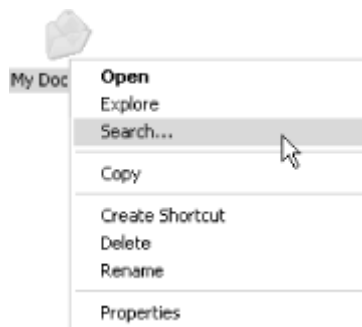 My Doc
Open
Explore
Search...
Copy
Create Shortcut
Delete
Rename
Properties